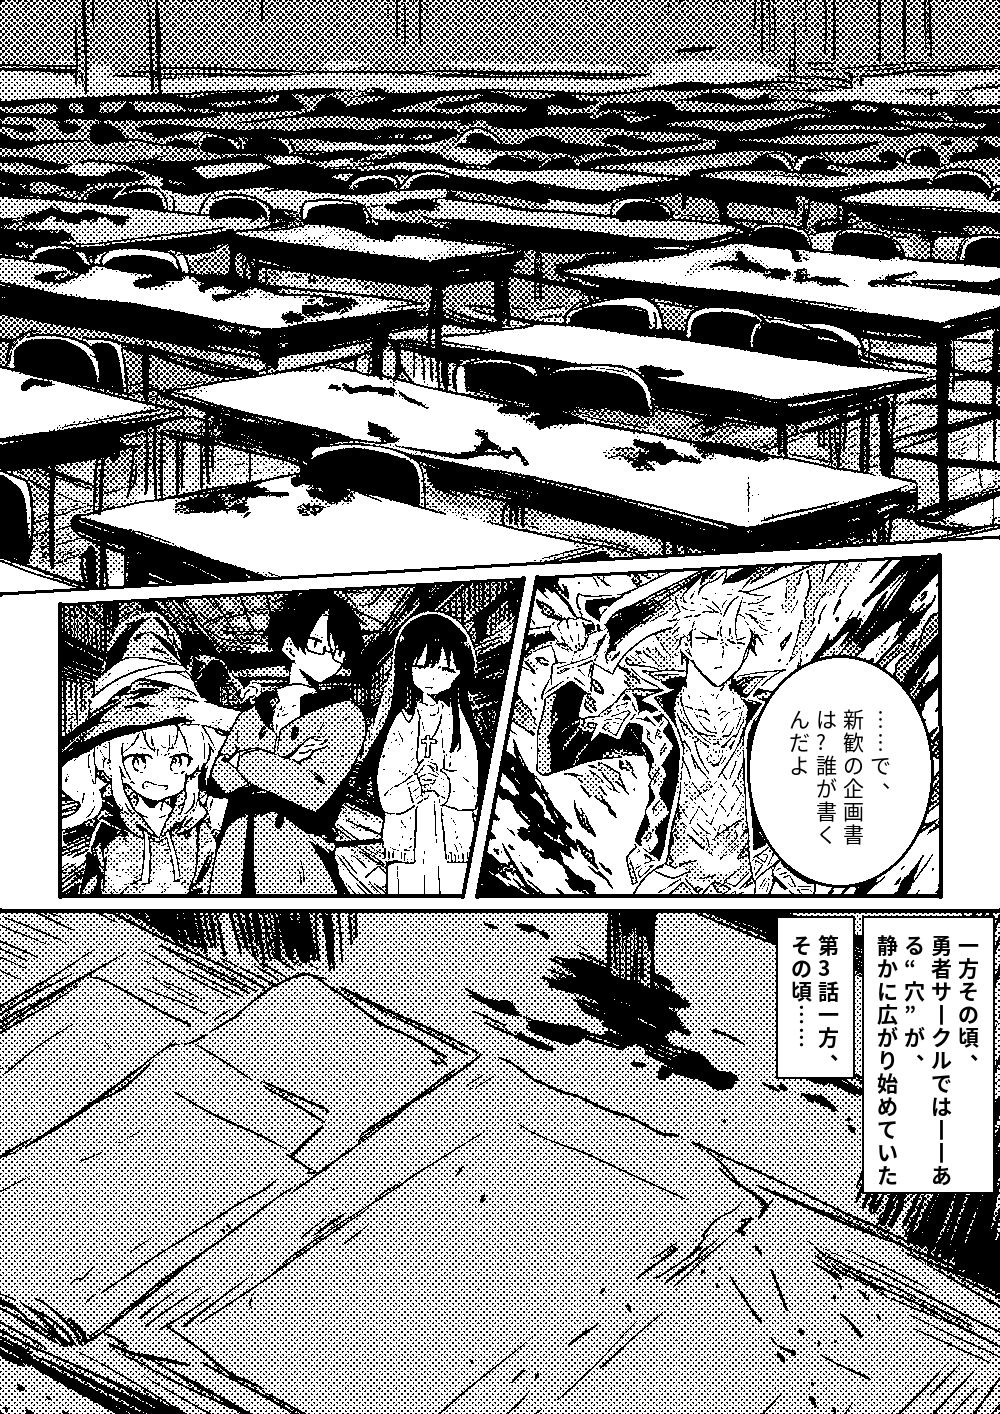 ……で、
新歓の企画書
は?誰が書く
んだよ
一方その頃、
勇者サークルではーーあ
る“穴”が、
静かに広がり始めていた
第3話一方、
その頃……